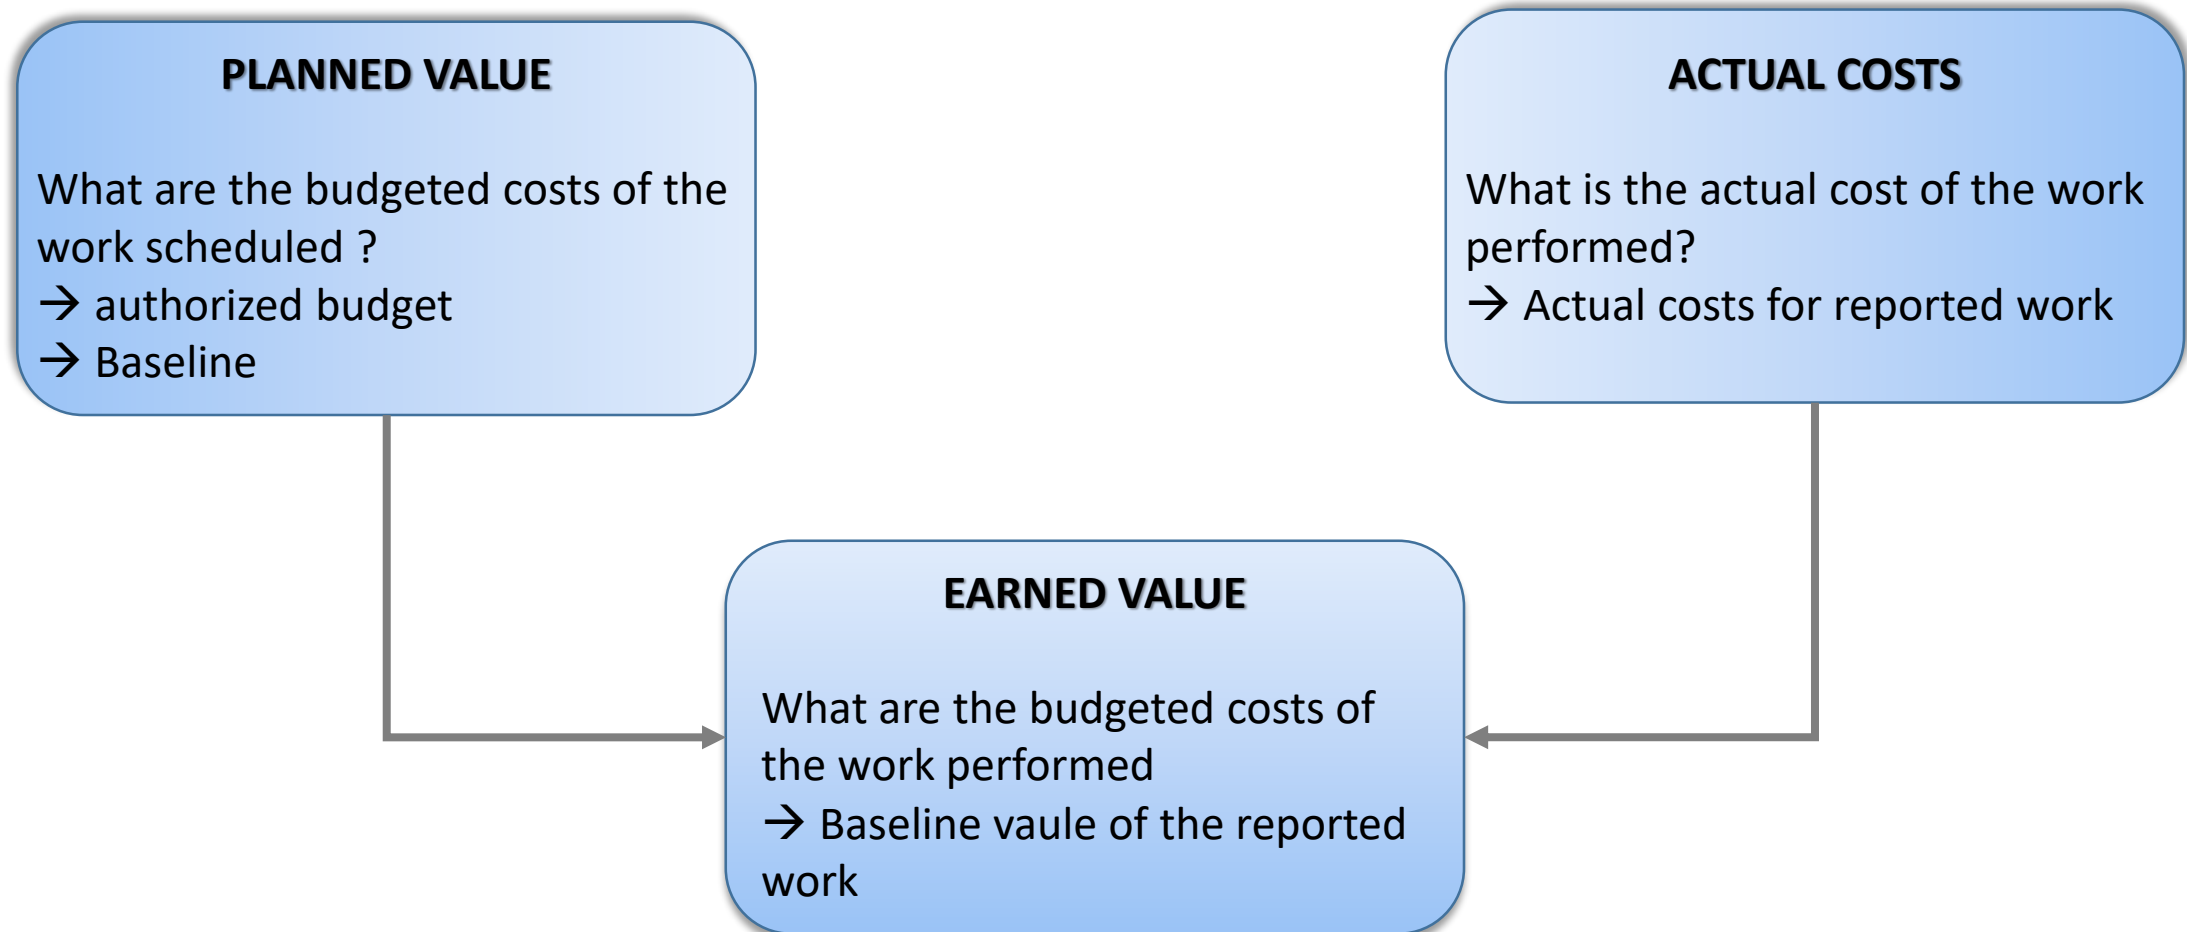 PLANNED VALUE
What are the budgeted costs of the
work scheduled ?
→ authorized budget
→ Baseline
ACTUAL COSTS
What is the actual cost of the work
performed?
→ Actual costs for reported work
EARNED VALUE
What are the budgeted costs of
the work performed
→ Baseline vaule of the reported
work